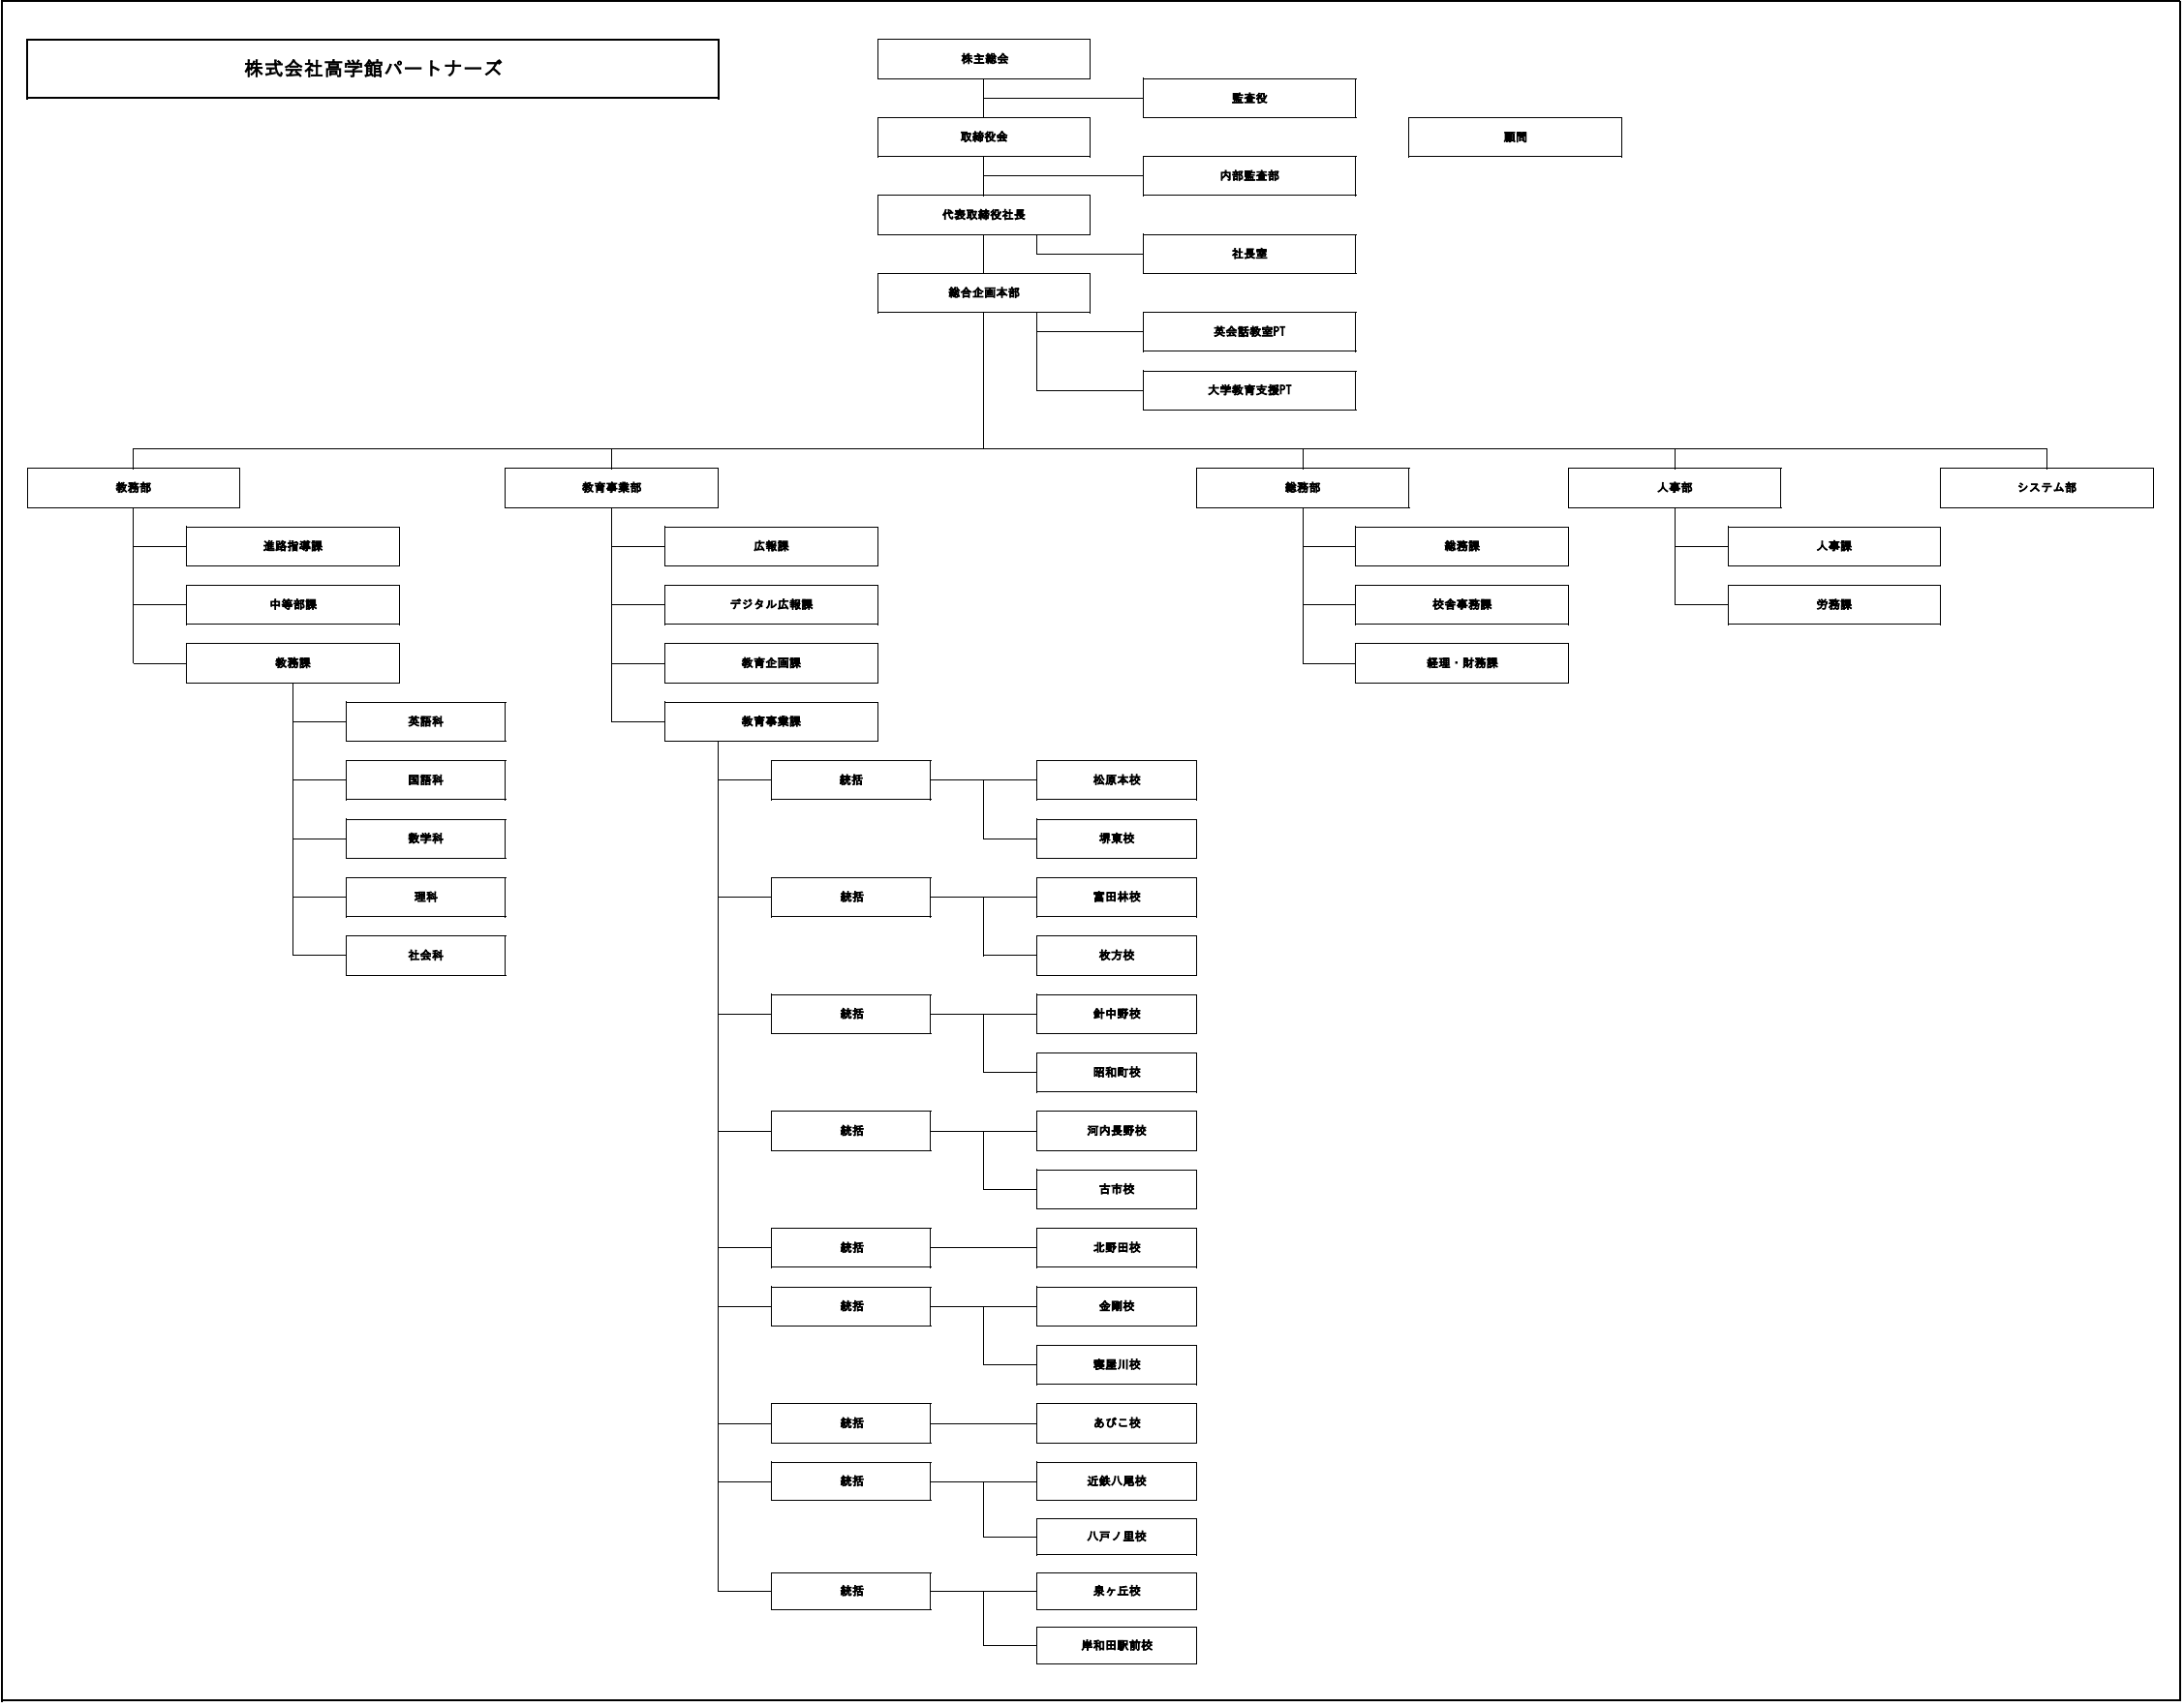 株式会社高学館パートナーズ
株主総会
監査役
取締役会
顧問
内部監査部
代表取締役社長
社長室
総合企画本部
英会話教室PT
大学教育支援PT
教務部
教育事業部
総務部
人事部
システム部
進路指導課
広報課
総務課
人事課
中等部課
デジタル広報課
校舎事務課
労務課
教務課
教育企画課
経理・財務課
英語科
教育事業課
国語科
統括
松原本校
数学科
堺東校
理科
統括
富田林校
社会科
枚方校
統括
針中野校
昭和町校
統括
河内長野校
古市校
統括
北野田校
統括
金剛校
寝屋川校
統括
あびこ校
統括
近鉄八尾校
八戸ノ里校
統括
泉ヶ丘校
岸和田駅前校